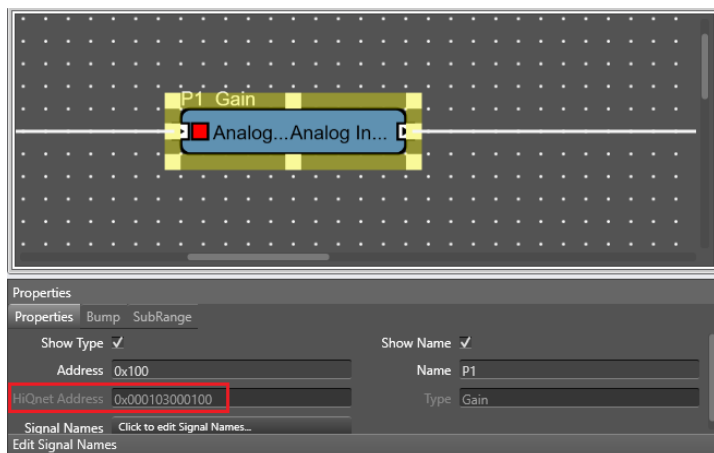 P1 Gain
Analog...Analog In...
Properties
Properties Bump SubRange
Show Type Show Name
Address 0x100 Name P1
HiQnet Address 0x000103000100 Type Gain
Signal Names Click to edit Signal Names...
Edit Signal Names